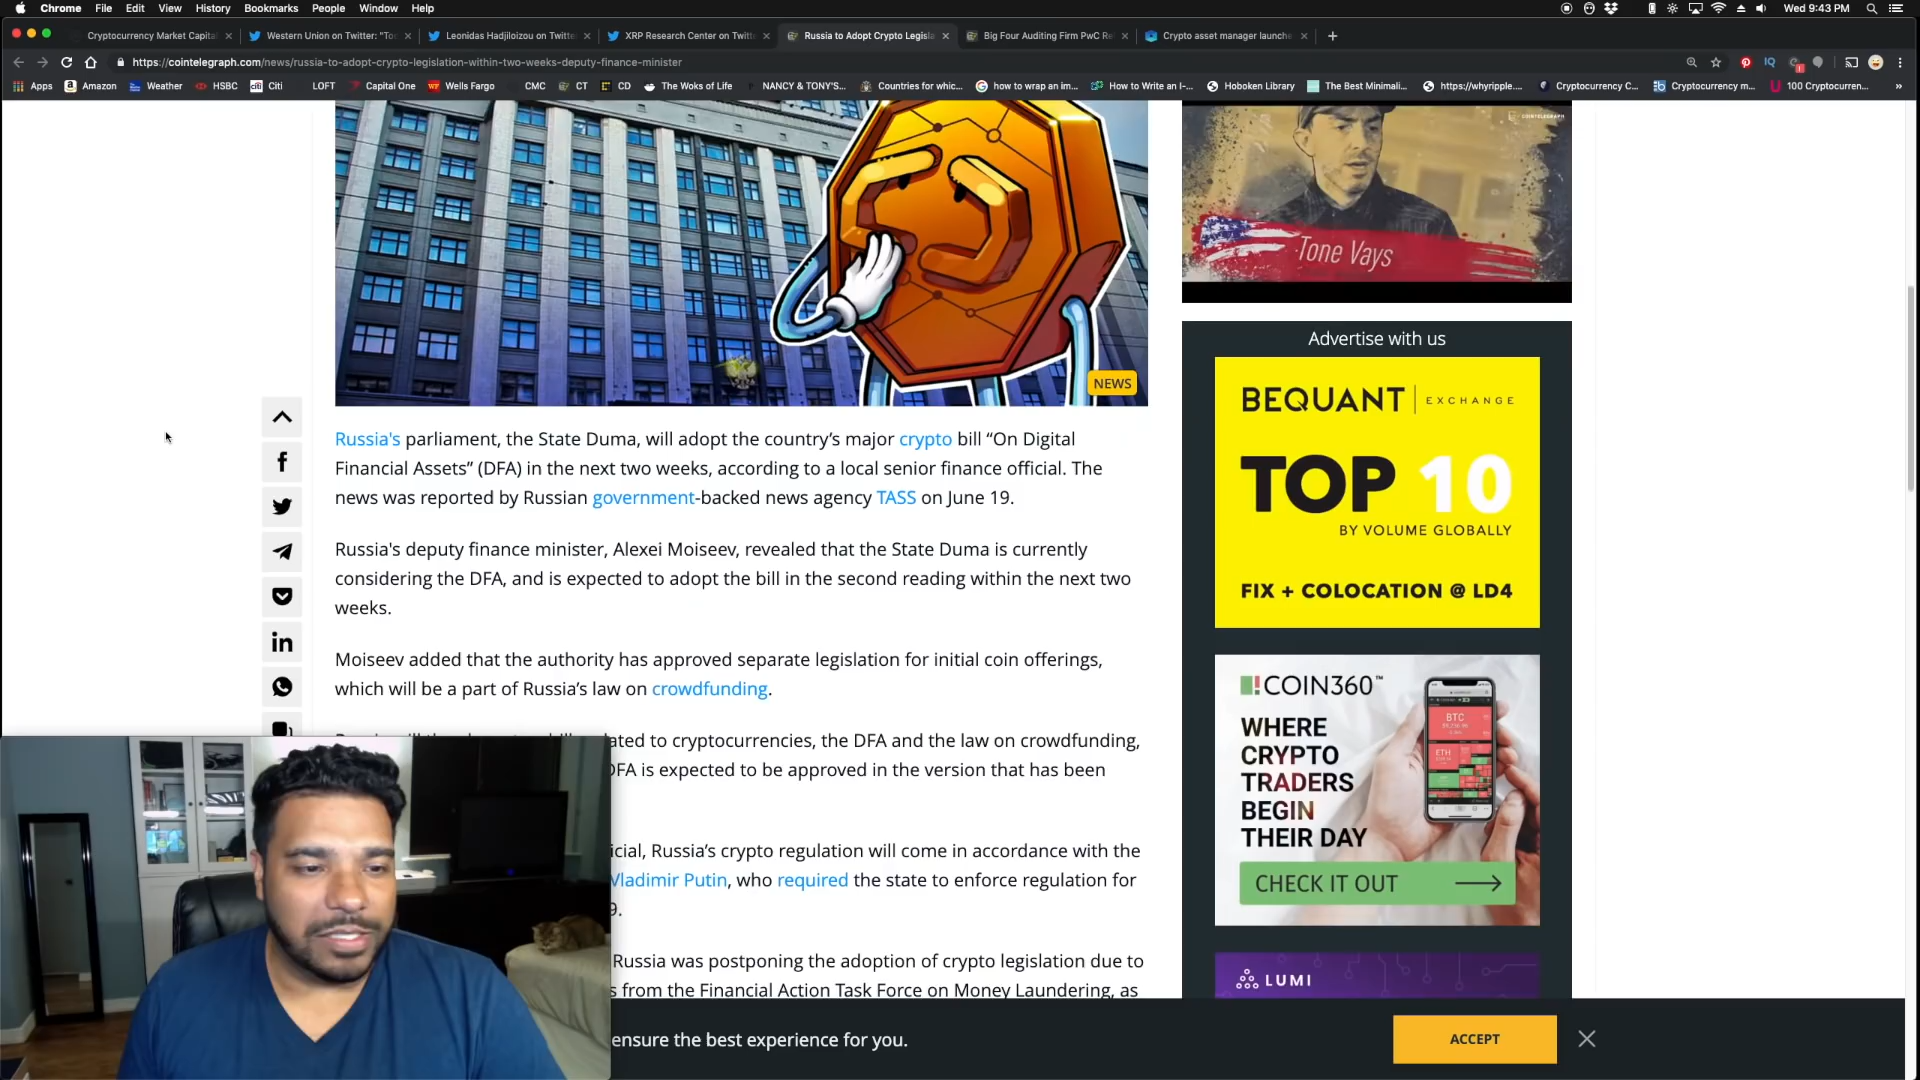 Chrome File Edit View History Bookmarks People Window Help
Wed 9:43 PM
Cryptocurrency Market Capital
Western Union on Twitter: "To
Leonidas Hadjiloizou on Twitte
XRP Research Center on Twitt
Russia to Adopt Crypto Legisla
Big Four Auditing Firm PwC Re
Crypto asset manager launche
https://cointelegraph.com/news/russia-to-adopt-crypto-legislation-within-two-weeks-deputy-finance-minister
Apps Amazon Weather HSBC Citi LOFT Capital One Wells Fargo CMC CT CD The Woks of Life NANCY & TONY'S... Countries for whic... how to wrap an im... How to Write an I-... Hoboken Library The Best Minimali... https://whyripple.... Cryptocurrency C... Cryptocurrency m... 100 Cryptocurren... »
COINTELEGRAPH
Tone Vays
NEWS
Russia's parliament, the State Duma, will adopt the country’s major crypto bill “On Digital
Financial Assets” (DFA) in the next two weeks, according to a local senior finance official. The
news was reported by Russian government-backed news agency TASS on June 19.
Russia's deputy finance minister, Alexei Moiseev, revealed that the State Duma is currently
considering the DFA, and is expected to adopt the bill in the second reading within the next two
weeks.
Moiseev added that the authority has approved separate legislation for initial coin offerings,
which will be a part of Russia’s law on crowdfunding.
ated to cryptocurrencies, the DFA and the law on crowdfunding,
DFA is expected to be approved in the version that has been
icial, Russia’s crypto regulation will come in accordance with the
Vladimir Putin, who required the state to enforce regulation for
9.
Russia was postponing the adoption of crypto legislation due to
s from the Financial Action Task Force on Money Laundering, as
Advertise with us
BEQUANT | EXCHANGE
TOP 10
BY VOLUME GLOBALLY
FIX + COLOCATION @ LD4
COIN360™
WHERE
CRYPTO
TRADERS
BEGIN
THEIR DAY
BTC
ETH
CHECK IT OUT
LUMI
ensure the best experience for you.
ACCEPT